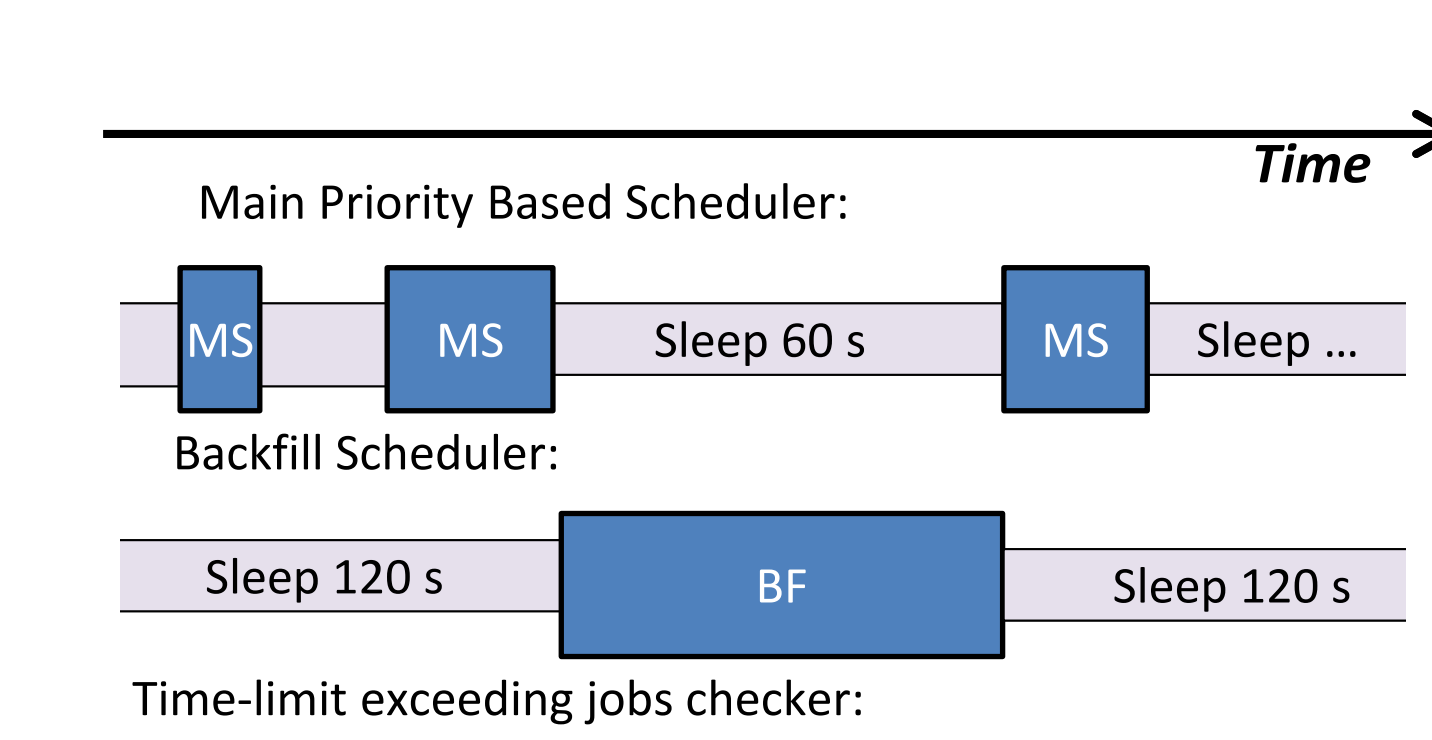 Time
Main Priority Based Scheduler:
MS MS Sleep 60 s MS Sleep ...
Backfill Scheduler:
Sleep 120 s BF Sleep 120 s
Time-limit exceeding jobs checker: